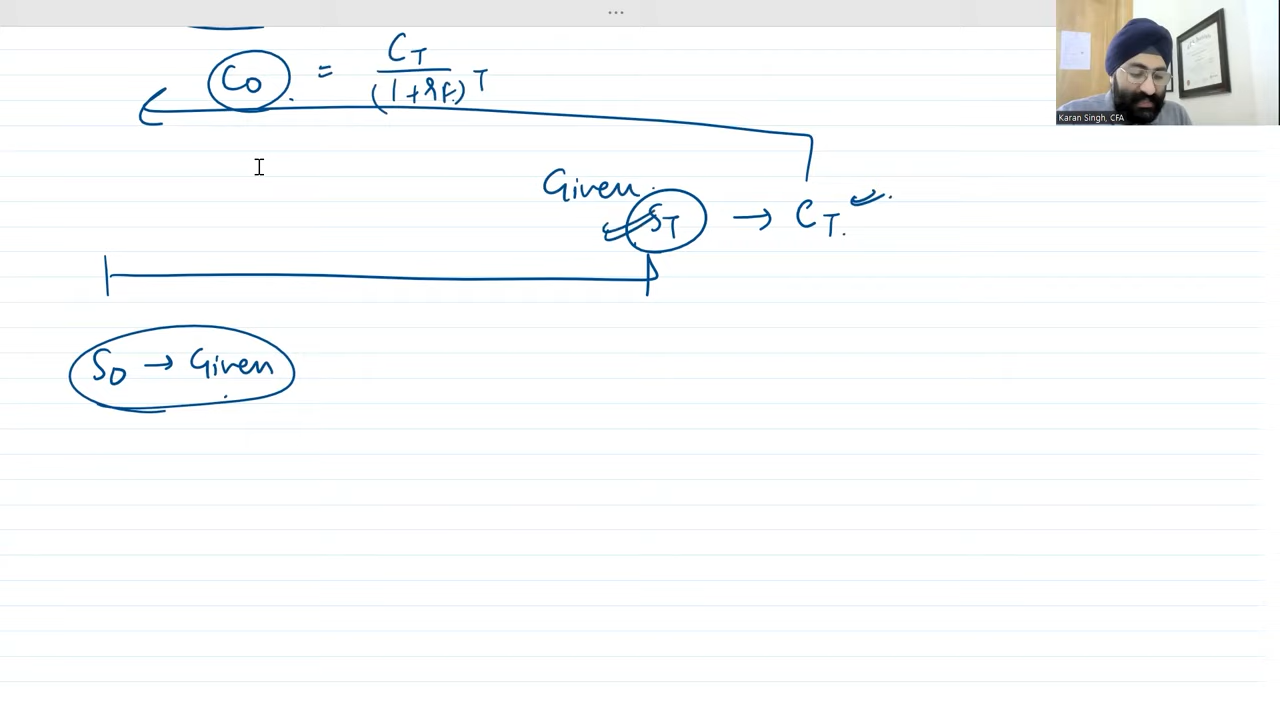 C0 = CT / (1+rf)T
Given
ST → CT
S0 → Given
Karan Singh, CFA